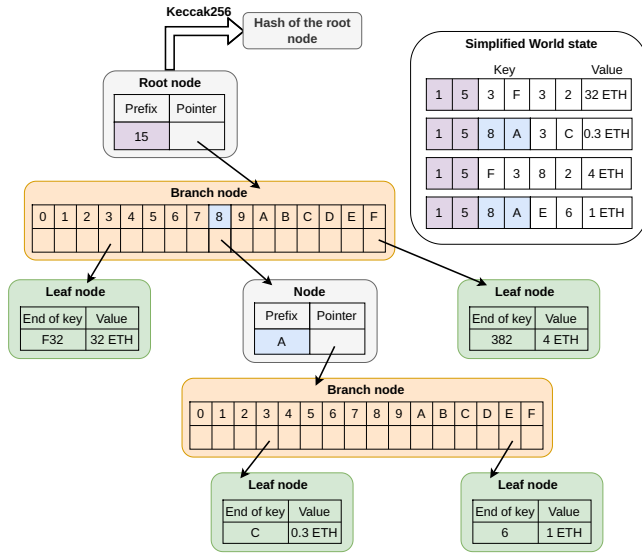 Keccak256
Hash of the root
node
Simplified World state
Key Value
1 5 3 F 3 2 32 ETH
1 5 8 A 3 C 0.3 ETH
1 5 F 3 8 2 4 ETH
1 5 8 A E 6 1 ETH
Root node
Prefix Pointer
15
Branch node
0 1 2 3 4 5 6 7 8 9 A B C D E F
Leaf node
End of key Value
F32 32 ETH
Node
Prefix Pointer
A
Leaf node
End of key Value
382 4 ETH
Branch node
0 1 2 3 4 5 6 7 8 9 A B C D E F
Leaf node
End of key Value
C 0.3 ETH
Leaf node
End of key Value
6 1 ETH